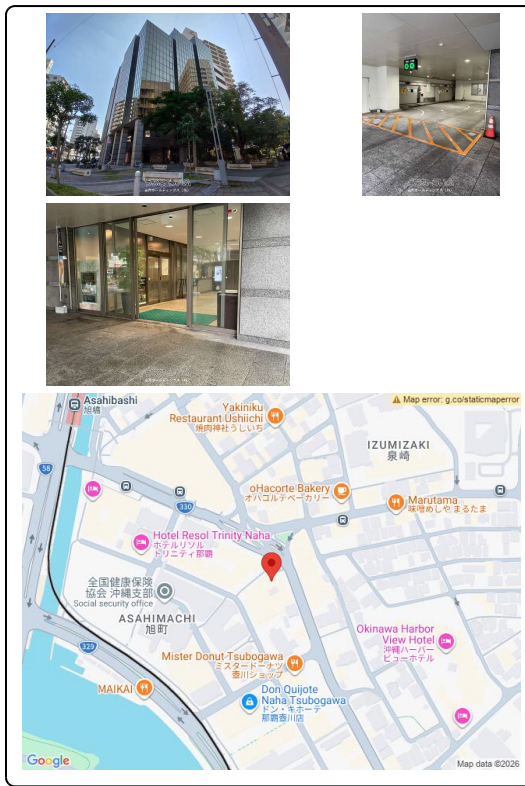 Asahibashi
旭橋
Map error: g.co/staticmaperror
Yakiniku
Restaurant Ushiichi
焼肉神社うしいち
IZUMIZAKI
泉崎
58
oHacorte Bakery
オハコルテベーカリー
330
Marutama
味噌めしや まるたま
Hotel Resol Trinity Naha
ホテルリソル
トリニティ那覇
全国健康保険
協会 沖縄支部
Social security office
ASAHIMACHI
旭町
Okinawa Harbor
View Hotel
沖縄ハーバー
ビューホテル
329
Mister Donut Tsubogawa
ミスタードーナツ
壺川ショップ
MAIKAI
Don Quijote
Naha Tsubogawa
ドン・キホーテ
那覇壺川店
Google
Map data ©2026